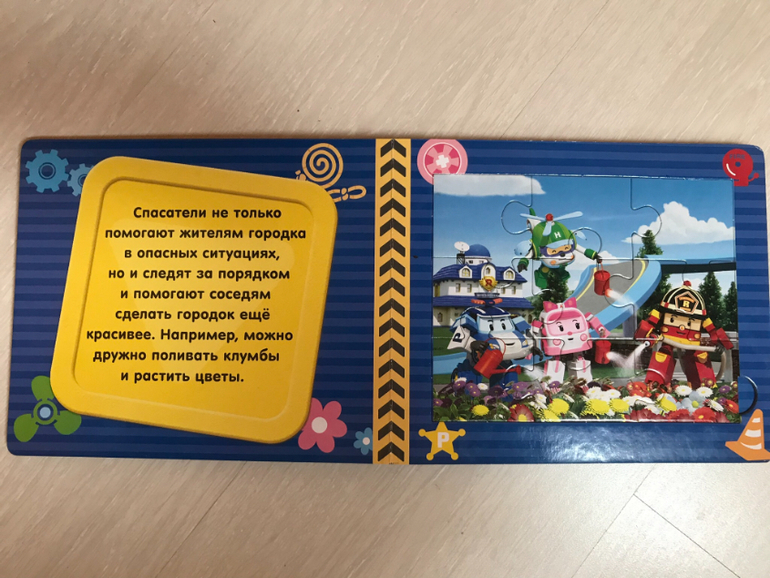 Спасатели не только
помогают жителям городка
в опасных ситуациях,
но и следят за порядком
и помогают соседям
сделать городок ещё
красивее. Например, можно
дружно поливать клумбы
и растить цветы.
H
R
R
P